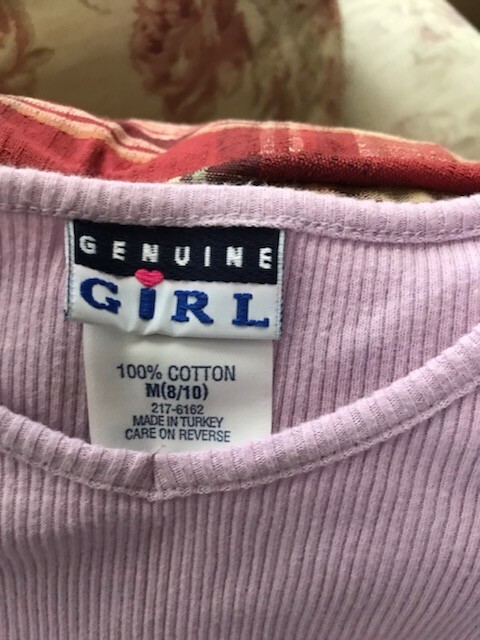 GENUINE
GiRL
100% COTTON
M(8/10)
217-6162
MADE IN TURKEY
CARE ON REVERSE